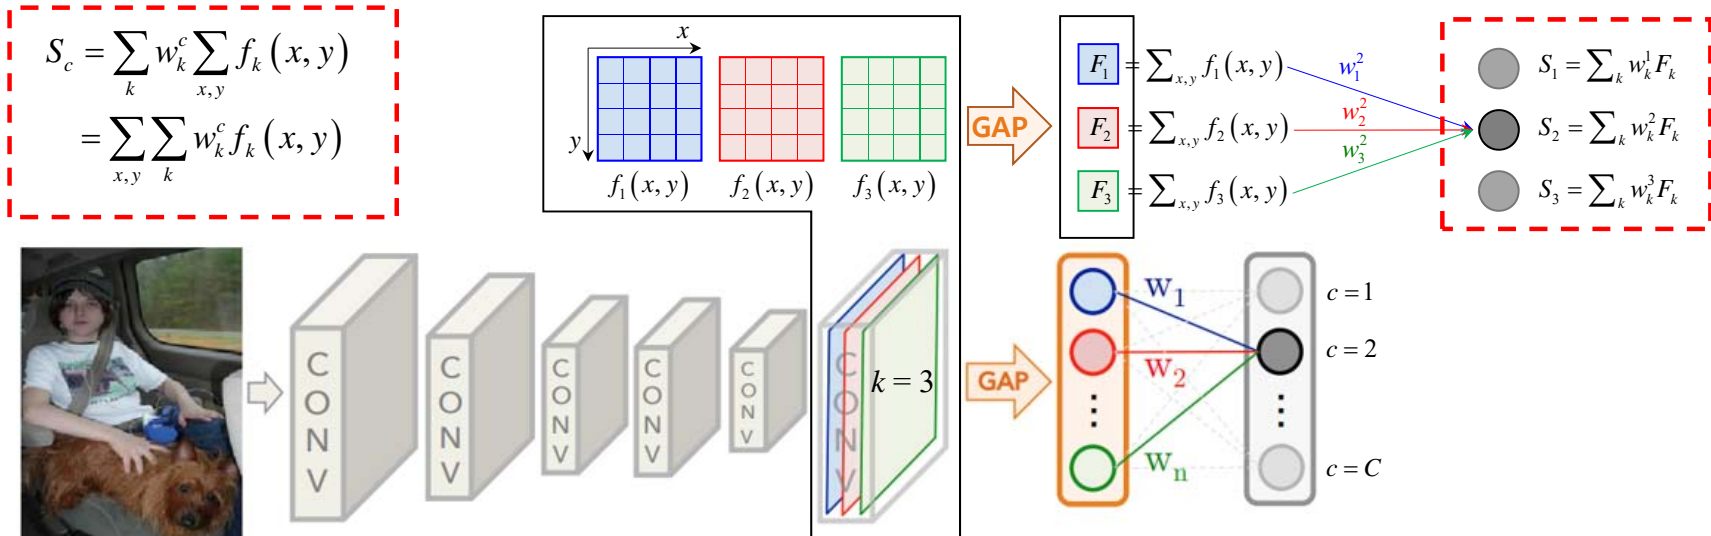 S_c = ∑_k w_k^c ∑_{x,y} f_k (x, y)
= ∑_{x,y} ∑_k w_k^c f_k (x, y)
x
y
f_1 (x, y)
f_2 (x, y)
f_3 (x, y)
GAP
F_1 = ∑_{x,y} f_1 (x, y)
F_2 = ∑_{x,y} f_2 (x, y)
F_3 = ∑_{x,y} f_3 (x, y)
w_1^2
w_2^2
w_3^2
S_1 = ∑_k w_k^1 F_k
S_2 = ∑_k w_k^2 F_k
S_3 = ∑_k w_k^3 F_k
CONV
CONV
CONV
CONV
CONV
CONV
k = 3
GAP
w_1
w_2
⋮
w_n
c = 1
c = 2
⋮
c = C